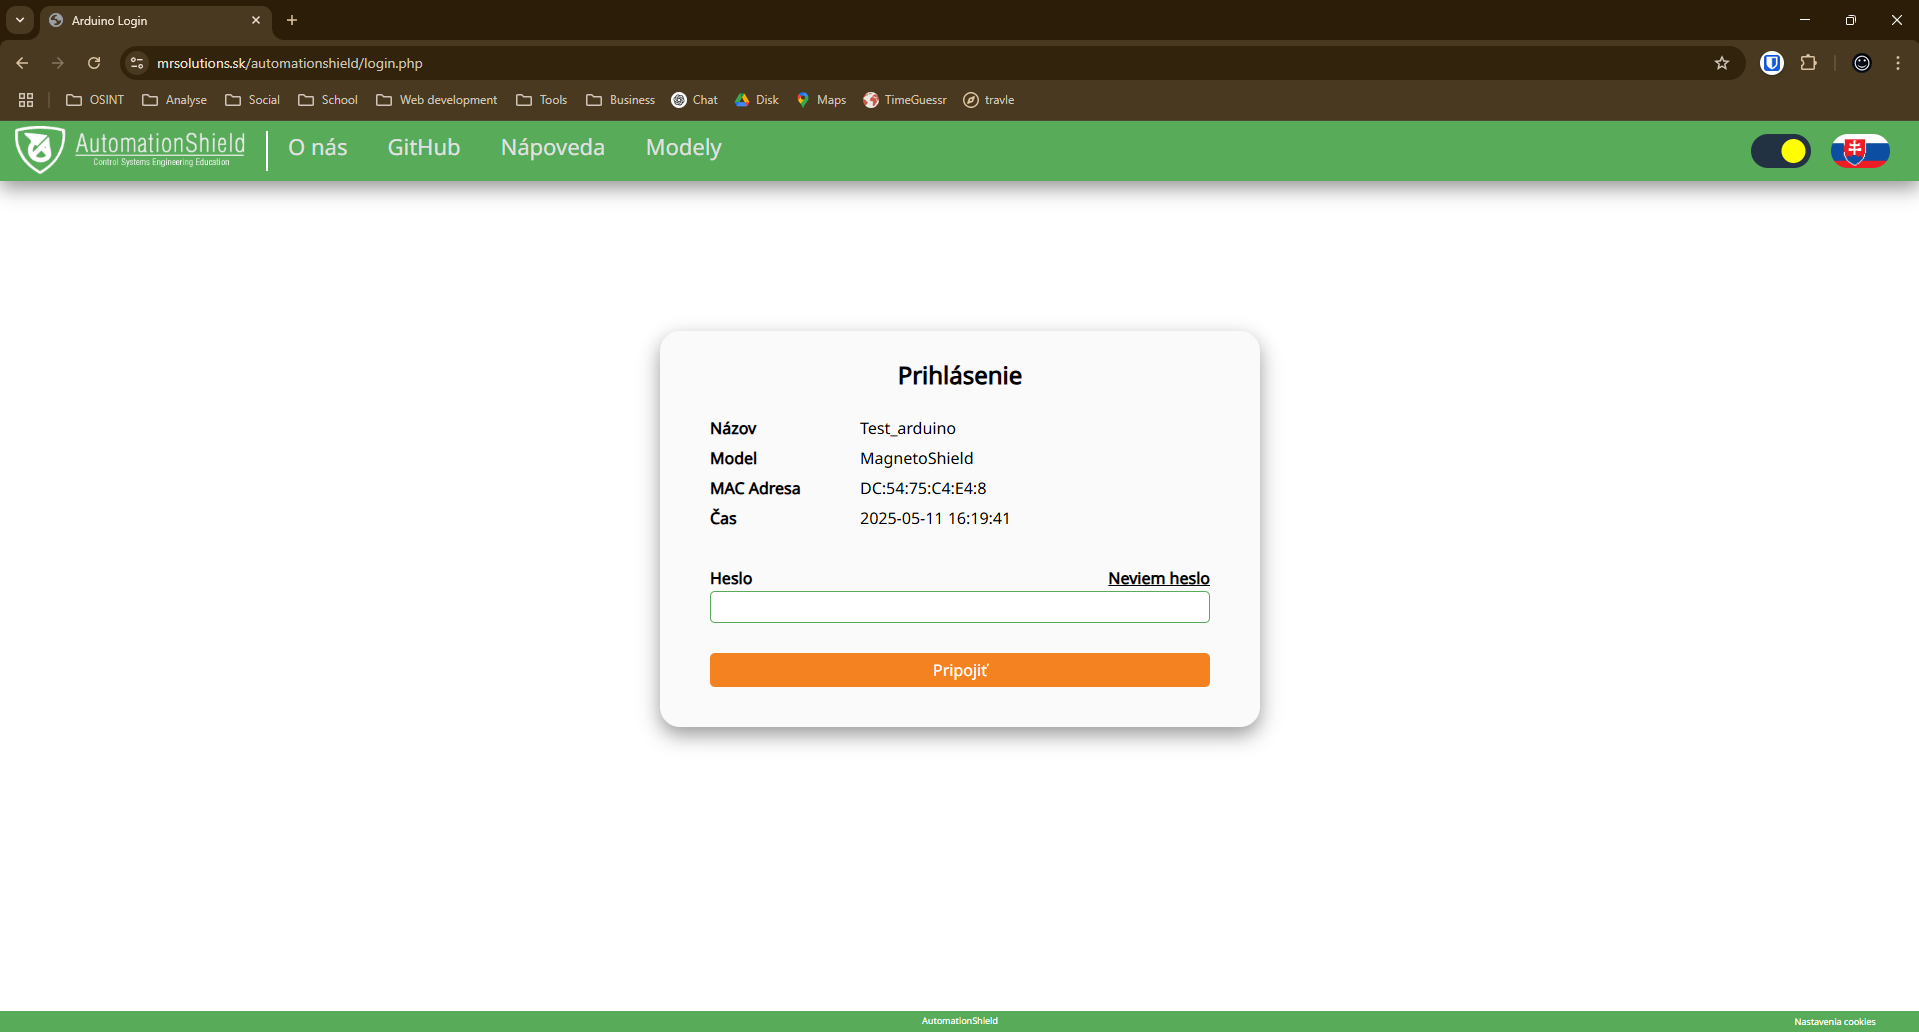 Arduino Login
mrsolutions.sk/automationshield/login.php
OSINT Analyse Social School Web development Tools Business Chat Disk Maps TimeGuessr travle
AutomationShield
Control Systems Engineering Education
O nás GitHub Nápoveda Modely
Prihlásenie
Názov Test_arduino
Model MagnetoShield
MAC Adresa DC:54:75:C4:E4:8
Čas 2025-05-11 16:19:41
Heslo Neviem heslo
Pripojiť
AutomationShield Nastavenia cookies